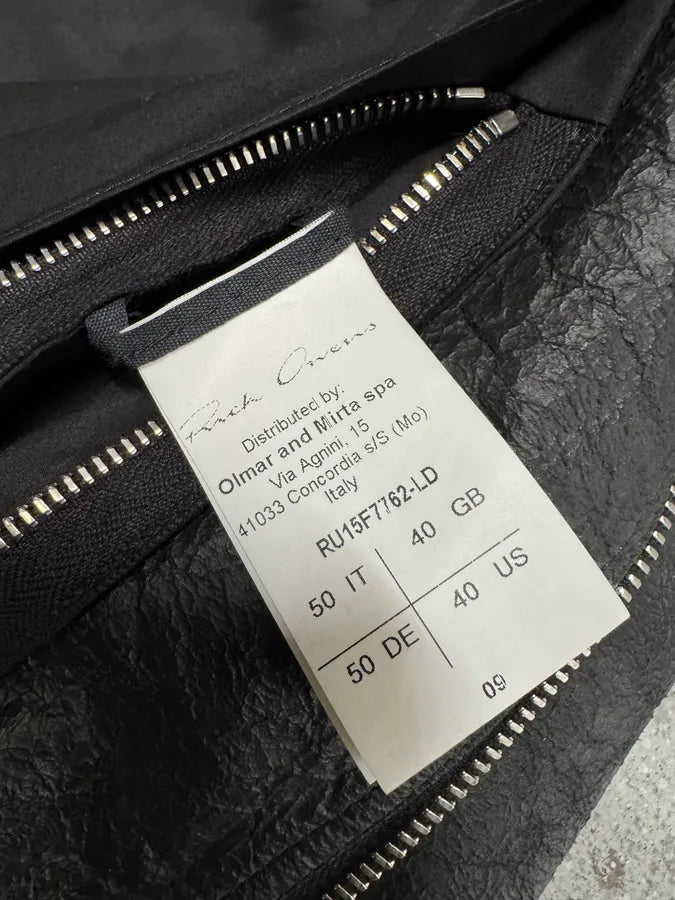 Rick Owens
Distributed by:
Olmar and Mirta spa
Via Agnini, 15
41033 Concordia s/S (Mo)
Italy
RU15F7762-LD
50 IT 40 GB
50 DE 40 US
09